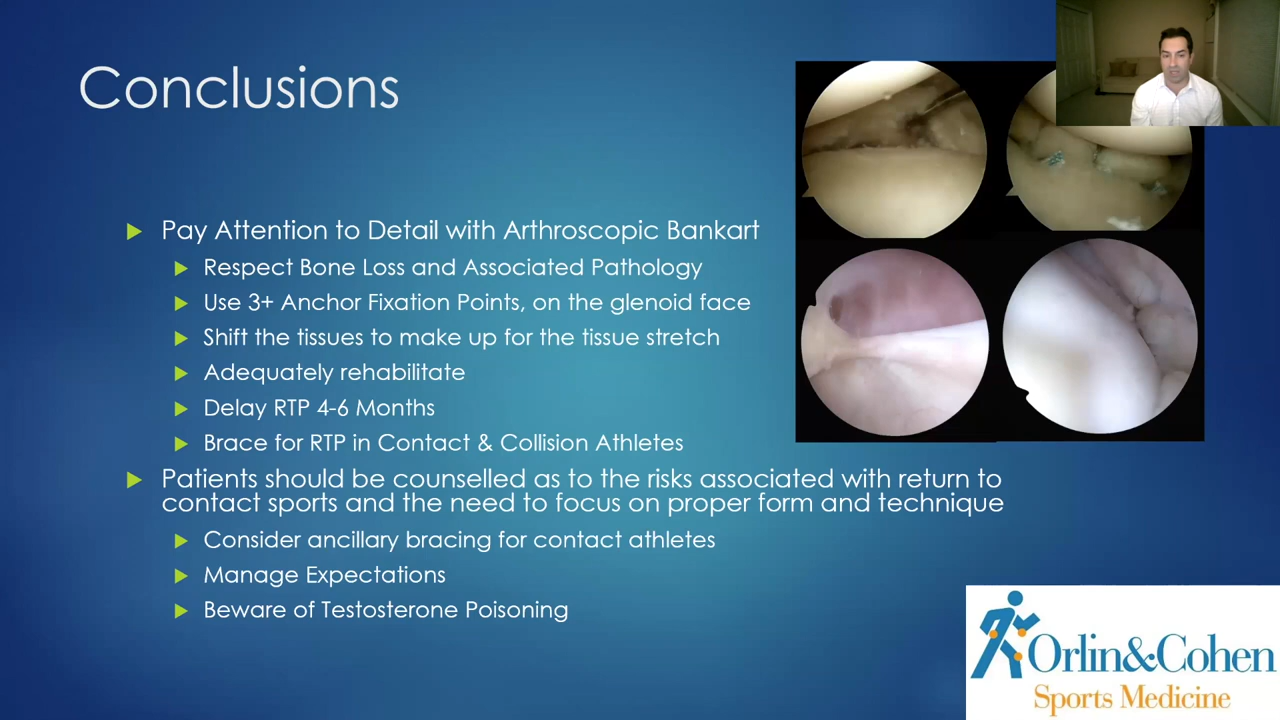 Conclusions
Pay Attention to Detail with Arthroscopic Bankart
Respect Bone Loss and Associated Pathology
Use 3+ Anchor Fixation Points, on the glenoid face
Shift the tissues to make up for the tissue stretch
Adequately rehabilitate
Delay RTP 4-6 Months
Brace for RTP in Contact & Collision Athletes
Patients should be counselled as to the risks associated with return to
contact sports and the need to focus on proper form and technique
Consider ancillary bracing for contact athletes
Manage Expectations
Beware of Testosterone Poisoning
Orlin&Cohen
Sports Medicine